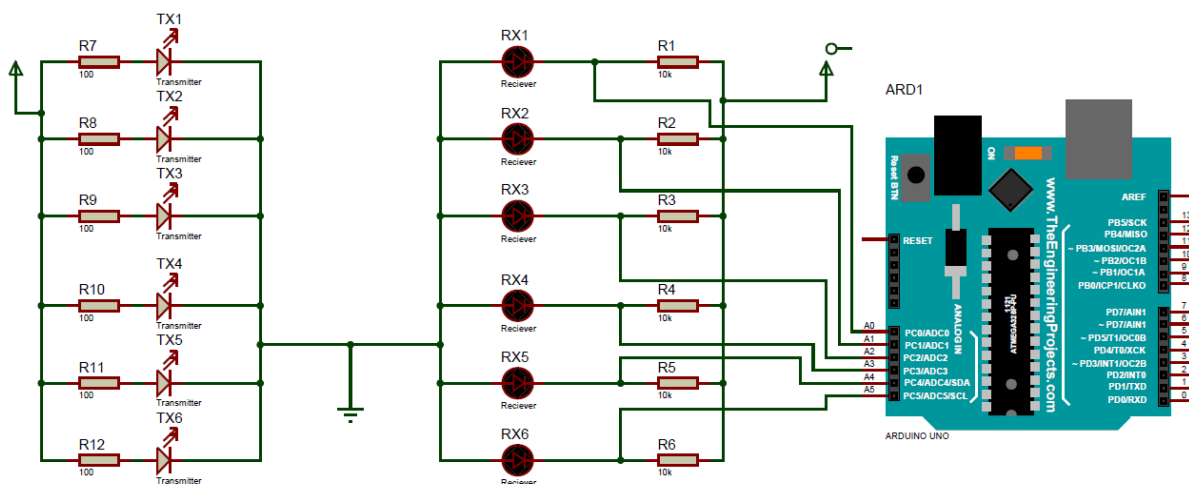 TX1
R7
100
Transmitter
TX2
R8
100
Transmitter
TX3
R9
100
Transmitter
TX4
R10
100
Transmitter
TX5
R11
100
Transmitter
TX6
R12
100
Transmitter
RX1
Reciever
R1
10k
RX2
Reciever
R2
10k
RX3
Reciever
R3
10k
RX4
Reciever
R4
10k
RX5
Reciever
R5
10k
RX6
Reciever
R6
10k
ARD1
Reset BTN
ON
www.TheEngineeringProjects.com
RESET
ANALOG IN
1121
ATMEGA328P-PU
A0 PC0/ADC0
A1 PC1/ADC1
A2 PC2/ADC2
A3 PC3/ADC3
A4 PC4/ADC4/SDA
A5 PC5/ADC5/SCL
AREF
PB5/SCK 13
PB4/MISO 12
~ PB3/MOSI/OC2A 11
~ PB2/OC1B 10
~ PB1/OC1A 9
PB0/ICP1/CLKO 8
PD7/AIN1 7
~ PD7/AIN1 6
~ PD5/T1/OC0B 5
PD4/T0/XCK 4
~ PD3/INT1/OC2B 3
PD2/INT0 2
PD1/TXD 1
PD0/RXD 0
ARDUINO UNO